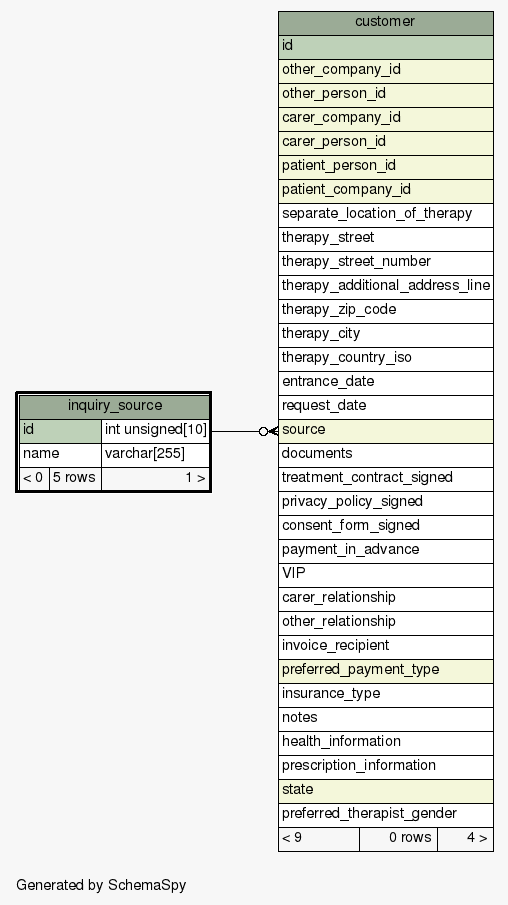 customer
id
other_company_id
other_person_id
carer_company_id
carer_person_id
patient_person_id
patient_company_id
separate_location_of_therapy
therapy_street
therapy_street_number
therapy_additional_address_line
therapy_zip_code
therapy_city
therapy_country_iso
entrance_date
request_date
source
documents
treatment_contract_signed
privacy_policy_signed
consent_form_signed
payment_in_advance
VIP
carer_relationship
other_relationship
invoice_recipient
preferred_payment_type
insurance_type
notes
health_information
prescription_information
state
preferred_therapist_gender
< 9 0 rows 4 >
inquiry_source
id int unsigned[10]
name varchar[255]
< 0 5 rows 1 >
Generated by SchemaSpy